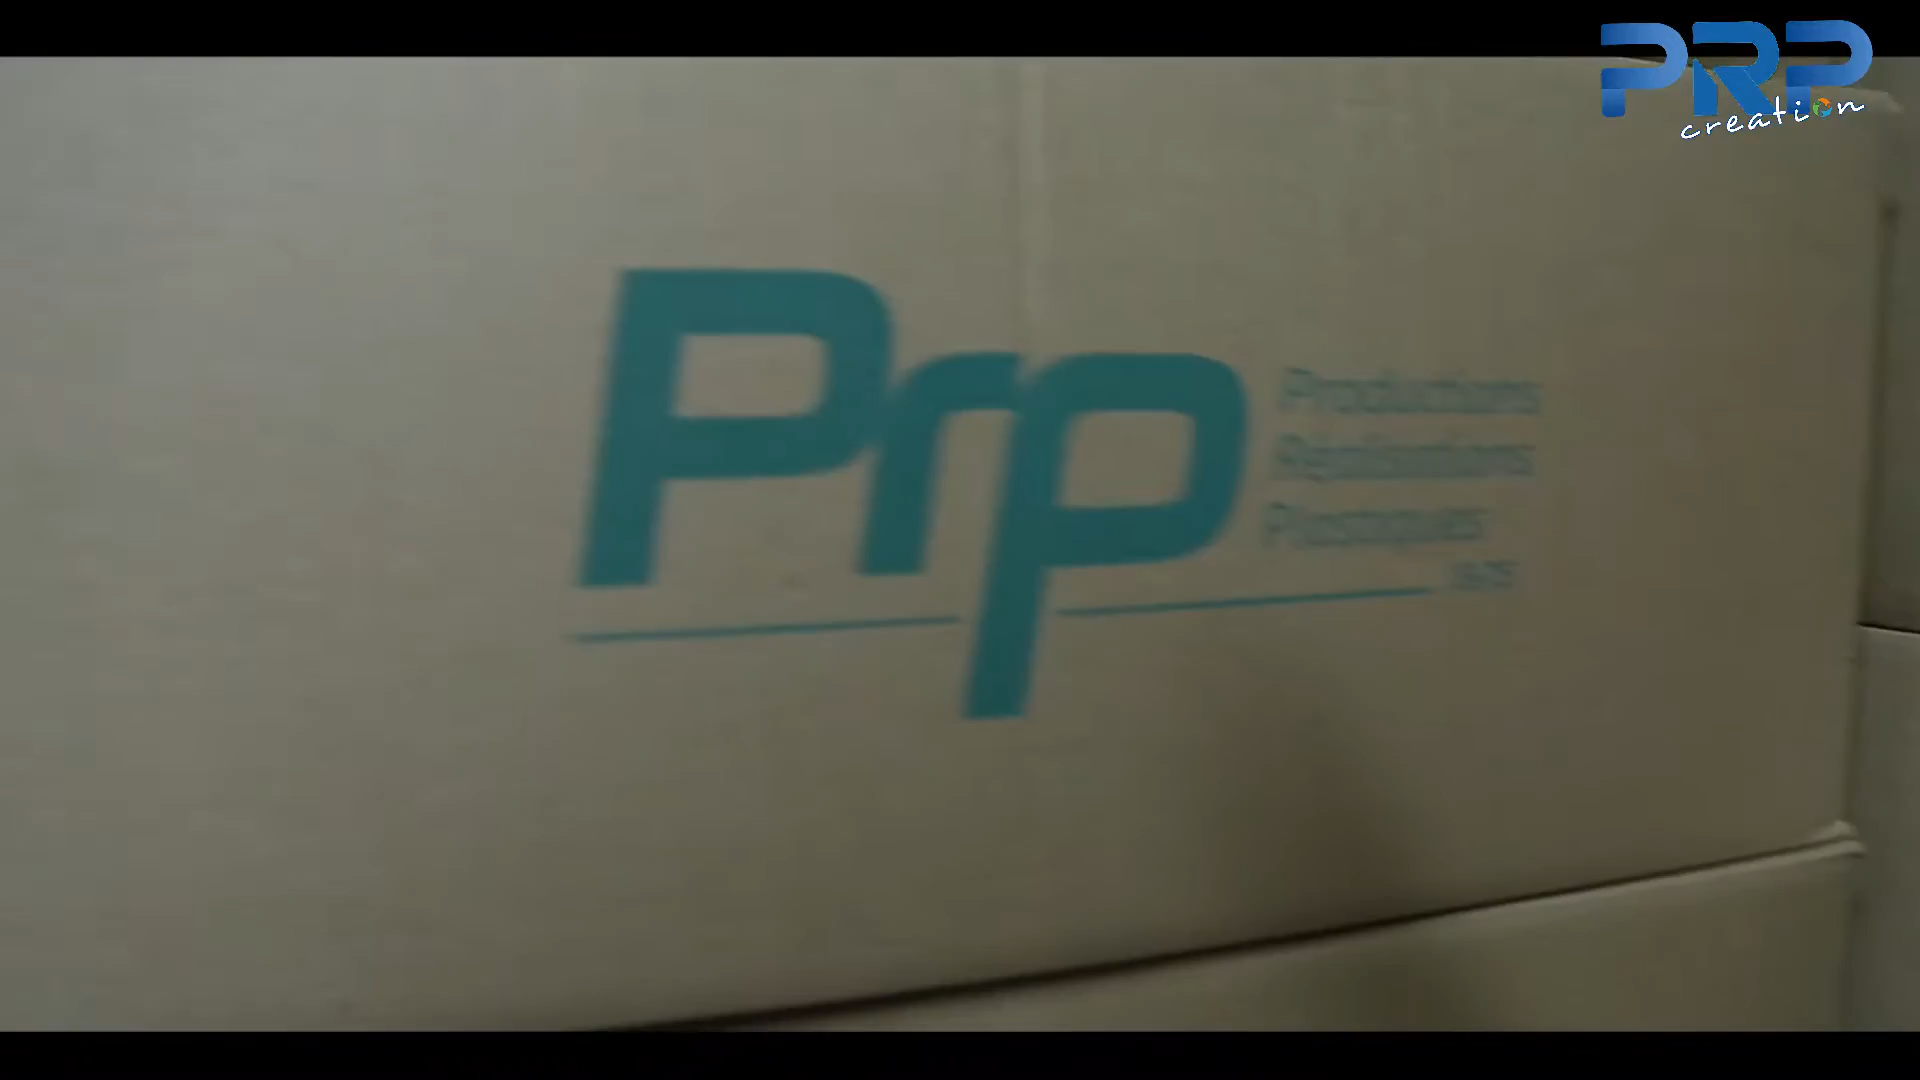 PRP
creation
Prp
Productions
Réalisations
Plastiques